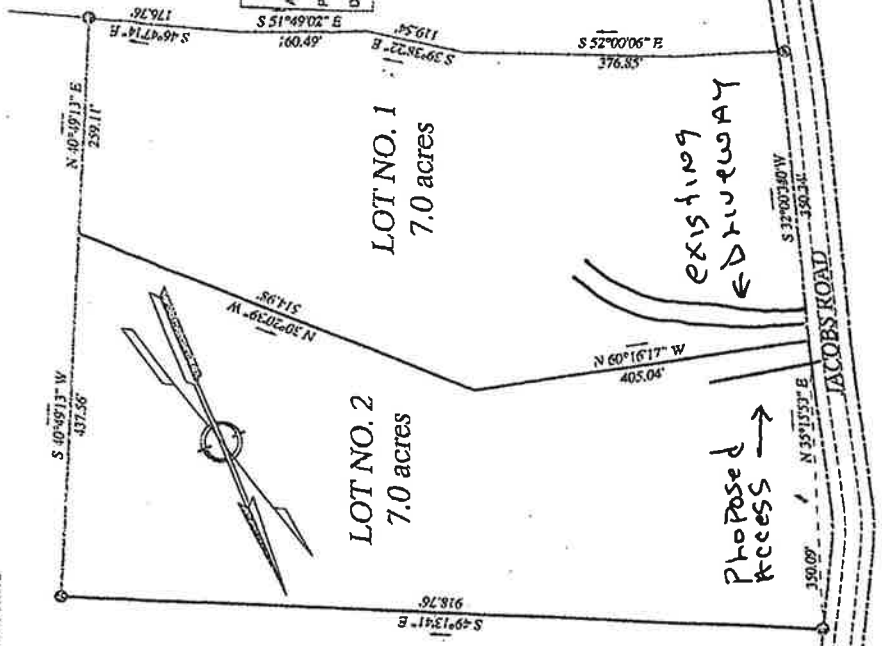 176.76'
S 46°47'14" E
S 51°49'02" E
160.49'
119.54'
S 39°38'22" E
S 52°00'06" E
376.85'
N 40°49'13" E
259.11'
LOT NO. 1
7.0 acres
existing
Driveway
S 32°00'380 W
350.34'
N 30°20'39" W
514.98'
S 40°49'13" W
437.56'
LOT NO. 2
7.0 acres
N 60°16'17" W
405.04'
Proposed
Access
N 35°15'53" E
350.09'
JACOBS ROAD
S 49°13'41" E
918.76'